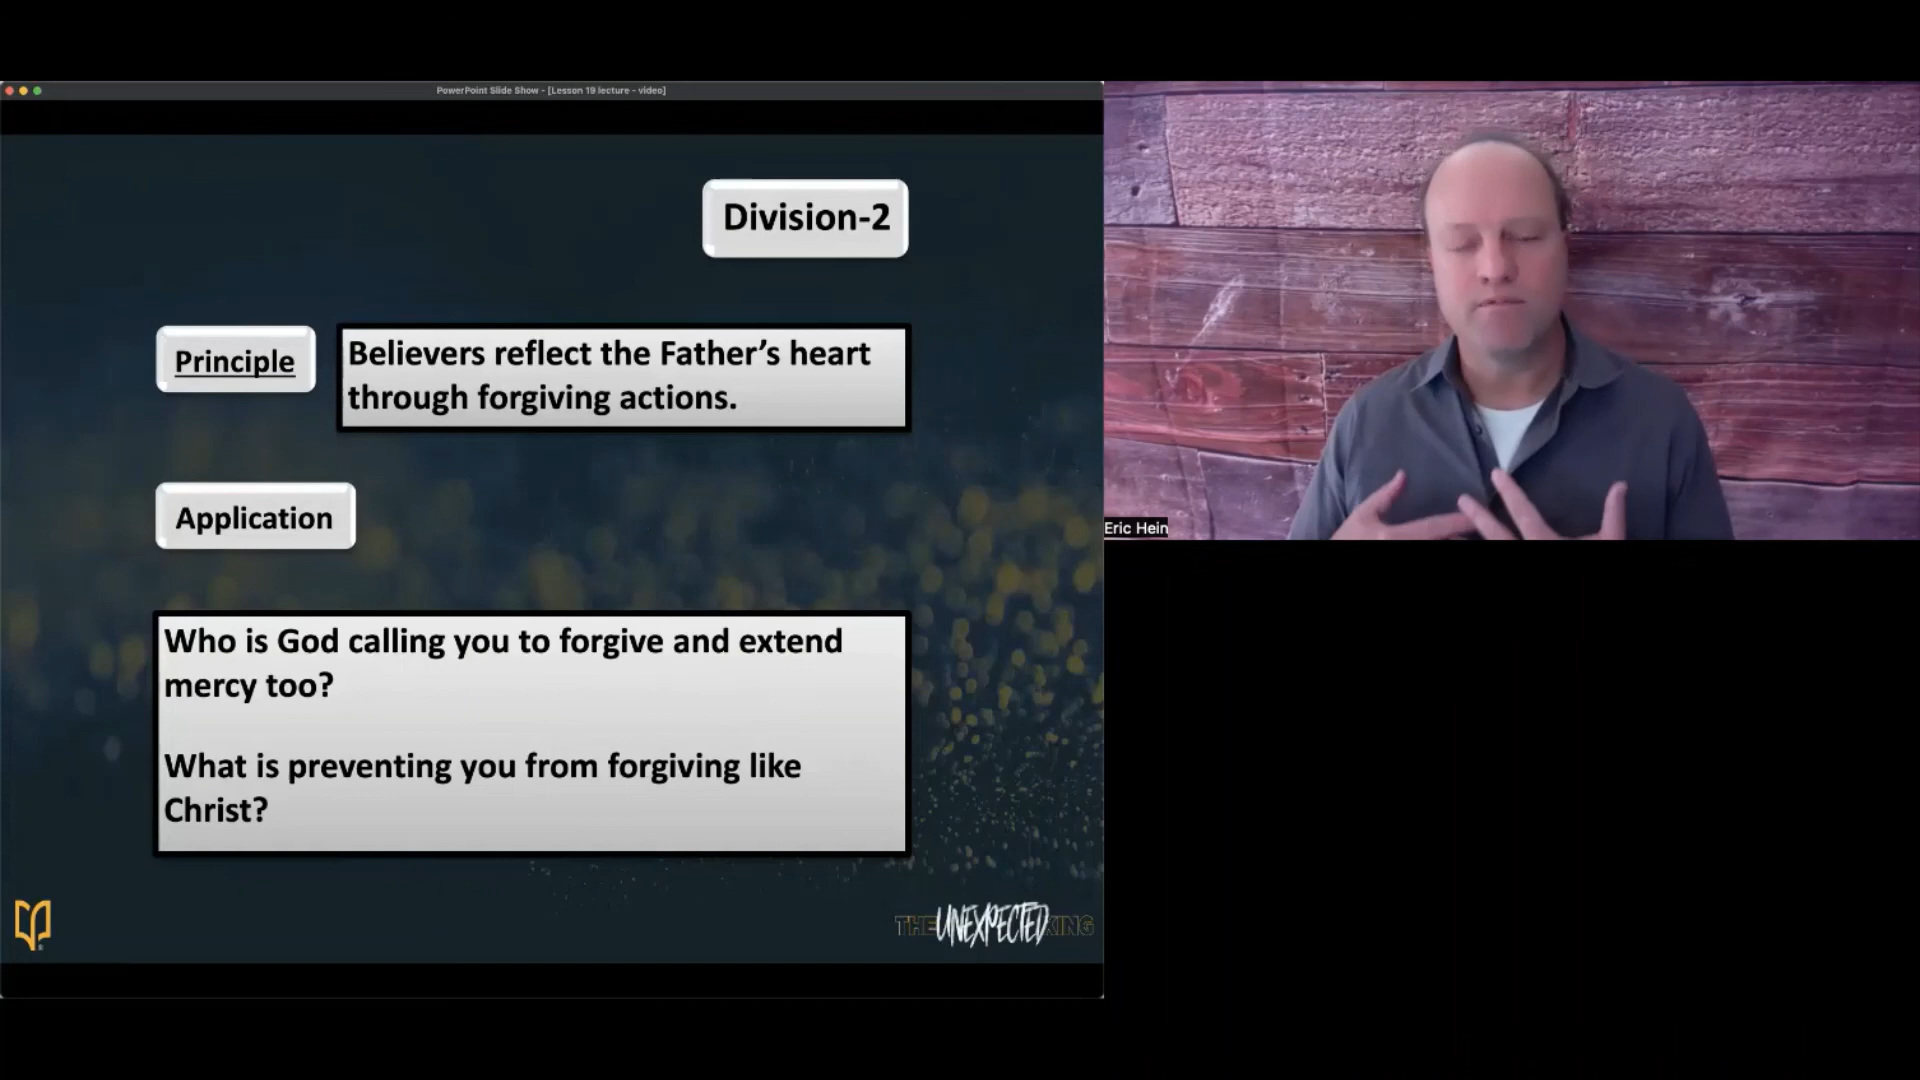 PowerPoint Slide Show - [Lesson 19 lecture - video]
Division-2
Principle
Believers reflect the Father’s heart
through forgiving actions.
Application
Who is God calling you to forgive and extend
mercy too?
What is preventing you from forgiving like
Christ?
THE UNEXPECTED KING
Eric Hein